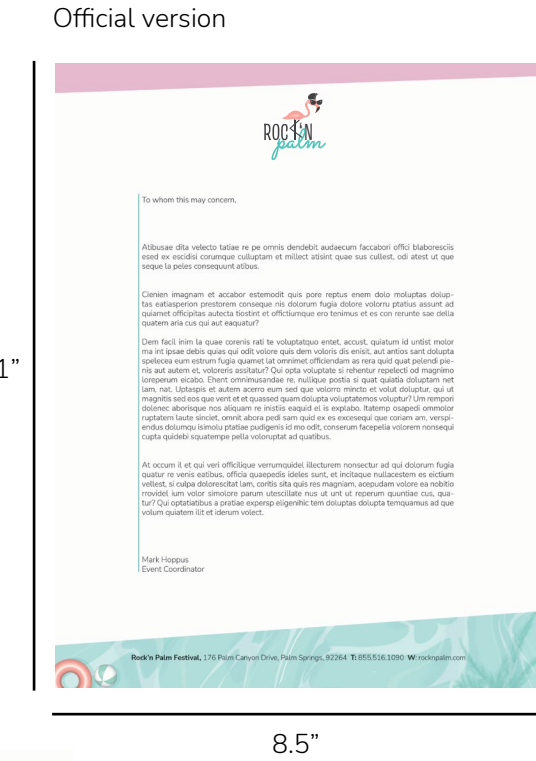 Official version
ROCK'N
palm
To whom this may concern,
Atibusae dita velecto tatiae re pe omnis dendebit audaecum faccabori offici blaboresciis
esed ex escidisi corumque culluptam et millect atisint quae sus cullest, odi atest ut que
seque la peles consequunt atibus.
Cienien imagnam et accabor estemodit quis pore reptus enem dolo moluptas dolup-
tas eatiasperion prestorem conseque nis dolorum fugia dolore volorru ptatius assunt ad
quiamet officipitas autecta tiostint et offictiumque ero tenimus et es con rerunte sae della
quatem aria cus qui aut eaquatur?
Dem facil inim la quae corenis rati te voluptatquo entet, accust, quiatum id untist molor
ma int ipsae debis quias qui odit volore quis dem voloris dis enisit, aut antios sant dolupta
spelecea eum estrum fugia quamet lat omnimet officiendam as rera quid quat pelendi pie-
nis aut autem et, voloreris assitatur? Qui opta voluptate si rehentur repelecti od magnimo
loreperum eicabo. Ehent omnimusandae re, nullique postia si quat quiatia doluptam net
lam, nat. Uptaspis et autem acero eum sed que volorro mincto et volut doluptur, qui ut
magnitis sed eos que vent et et quassed quam dolupta voluptatemos voluptur? Um rempori
dolenec aborisque nos aliquam re inistiis eaquid el is explabo. Itatemp osapedi ommolor
ruptatem laute sinciet, omnit abora pedi sam quid ex es excesequi que coriam am, verspi-
endus dolumqu isimolu ptatiae pudigenis id mo odit, conserum facepelia volorem nonsequi
cupta quidebi squatempe pella voloruptat ad quatibus.
At occum il et qui veri officilique verrumquidel illecturem nonsectur ad qui dolorum fugia
quatur re venis eatibus, officia quaepedis ideles sunt, et incitaque nullacestem es eictium
vellest, si culpa dolorescitat lam, coritis sita quis res magniam, acepudam volore ea nobitio
rrovidel ium volor simolore parum utescillate nus ut unt ut reperum quuntiae cus, qua-
tur? Qui optatiatibus a pratiae expersp eligenihic tem doluptas dolupta temquamus ad que
volum quiatem ilit et iderum volect.
Mark Hoppus
Event Coordinator
Rock'n Palm Festival, 176 Palm Canyon Drive, Palm Springs, 92264 T: 855.516.1090 W: rocknpalm.com
1"
8.5"